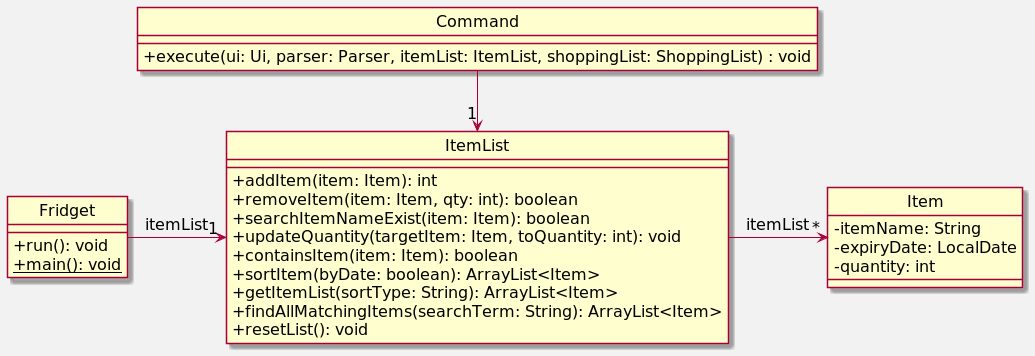 Command
+execute(ui: Ui, parser: Parser, itemList: ItemList, shoppingList: ShoppingList) : void
1
ItemList
+addItem(item: Item): int
+removeItem(item: Item, qty: int): boolean
+searchItemNameExist(item: Item): boolean
+updateQuantity(targetItem: Item, toQuantity: int): void
+containsItem(item: Item): boolean
+sortItem(byDate: boolean): ArrayList<Item>
+getItemList(sortType: String): ArrayList<Item>
+findAllMatchingItems(searchTerm: String): ArrayList<Item>
+resetList(): void
Fridget
+run(): void
+main(): void
itemList
1
itemList
*
Item
-itemName: String
-expiryDate: LocalDate
-quantity: int